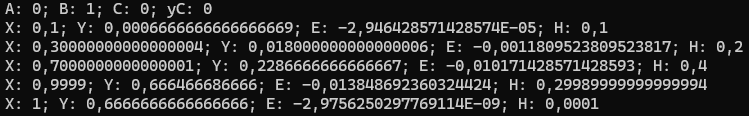 A: 0; B: 1; C: 0; yC: 0
X: 0,1; Y: 0,0006666666666666669; E: -2,946428571428574E-05; H: 0,1
X: 0,30000000000000004; Y: 0,018000000000000006; E: -0,0011809523809523817; H: 0,2
X: 0,7000000000000001; Y: 0,2286666666666667; E: -0,010171428571428593; H: 0,4
X: 0,9999; Y: 0,666466686666; E: -0,013848692360324424; H: 0,29989999999999994
X: 1; Y: 0,6666666666666666; E: -2,9756250297769114E-09; H: 0,0001